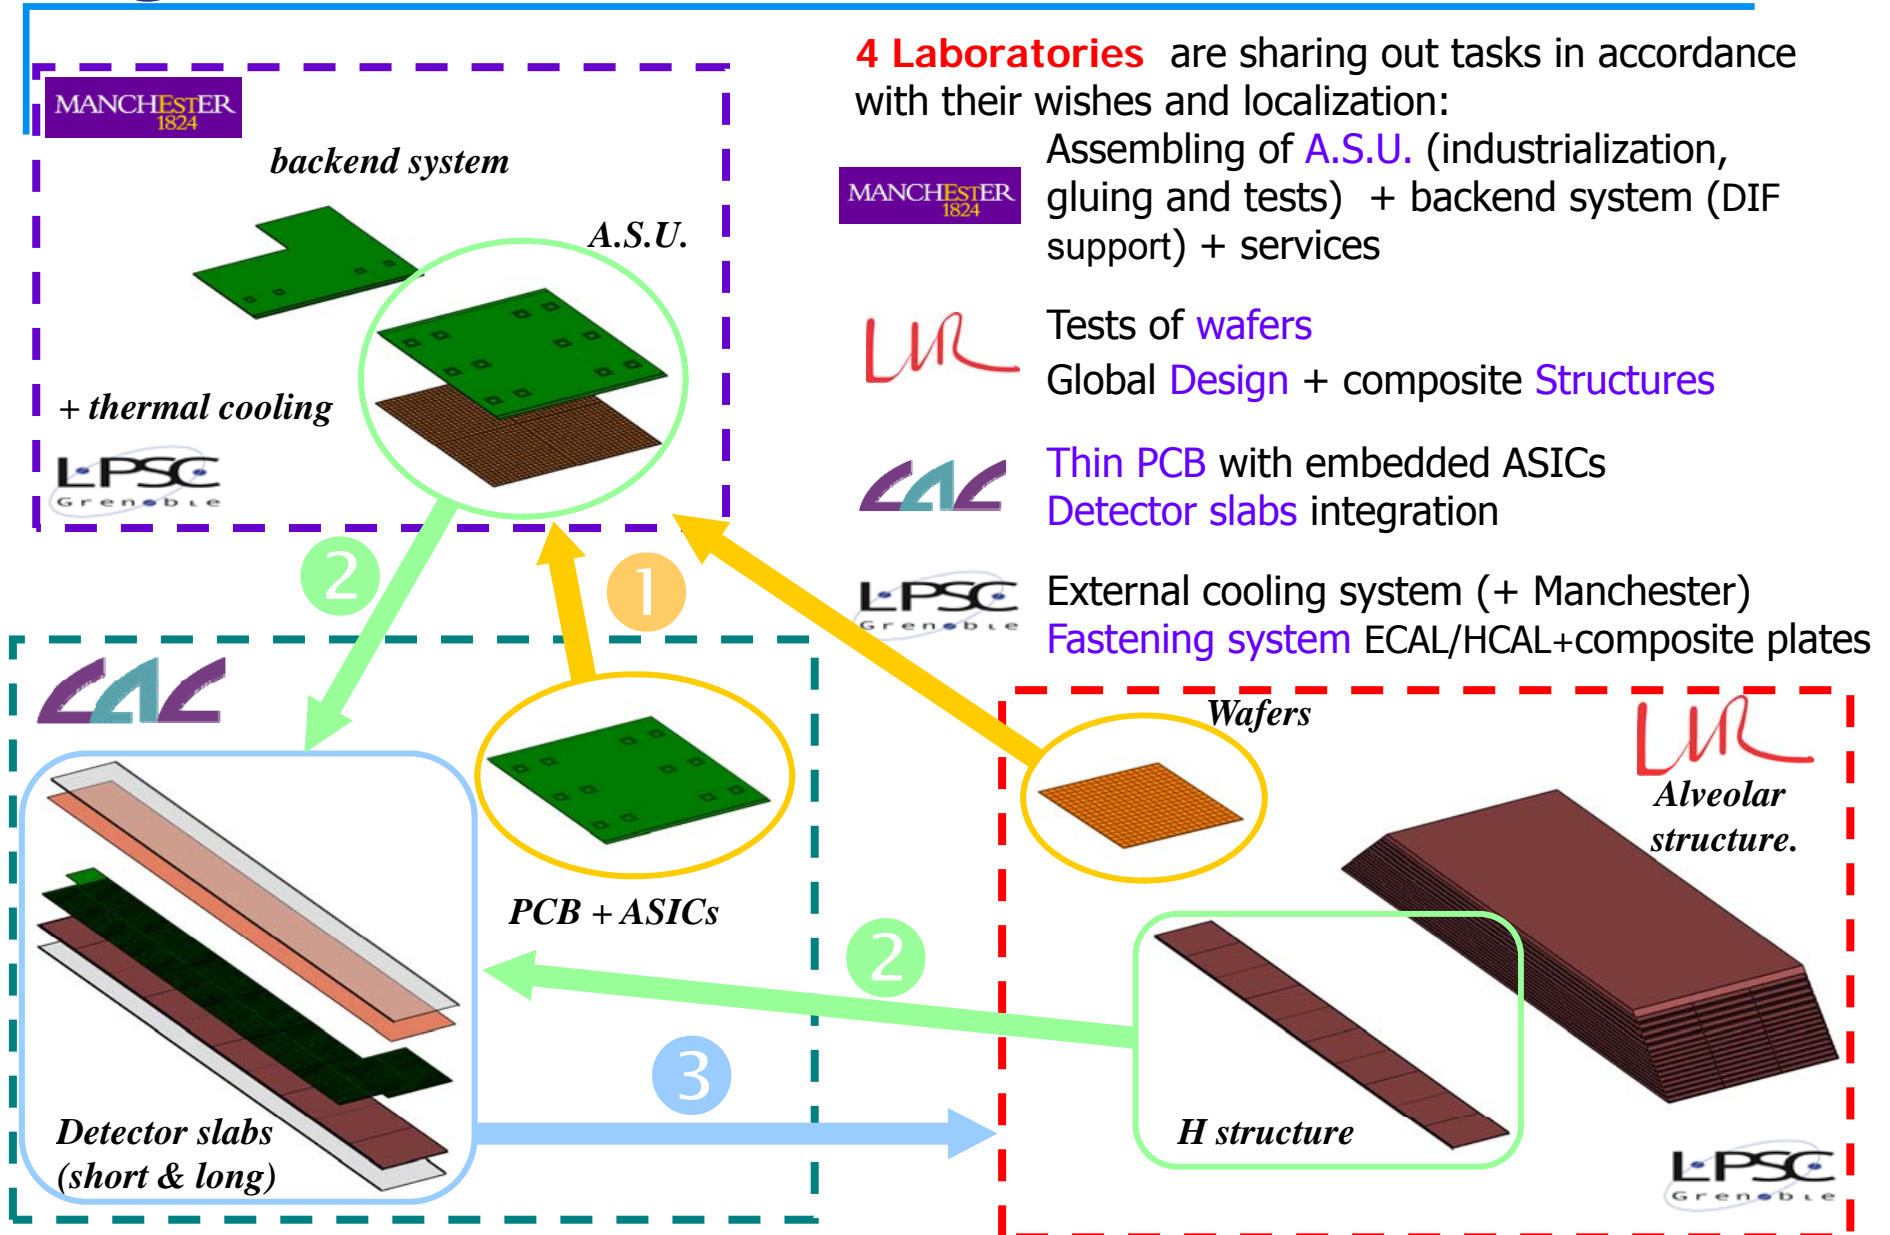 4 Laboratories are sharing out tasks in accordance
with their wishes and localization:
MANCHESTER
1824
Assembling of A.S.U. (industrialization,
gluing and tests) + backend system (DIF
support) + services
LLR
Tests of wafers
Global Design + composite Structures
LAL
Thin PCB with embedded ASICs
Detector slabs integration
LPSC
Grenoble
External cooling system (+ Manchester)
Fastening system ECAL/HCAL+composite plates
MANCHESTER
1824
backend system
A.S.U.
+ thermal cooling
LPSC
Grenoble
2
1
LAL
PCB + ASICs
Detector slabs
(short & long)
2
3
Wafers
LLR
Alveolar
structure.
H structure
LPSC
Grenoble